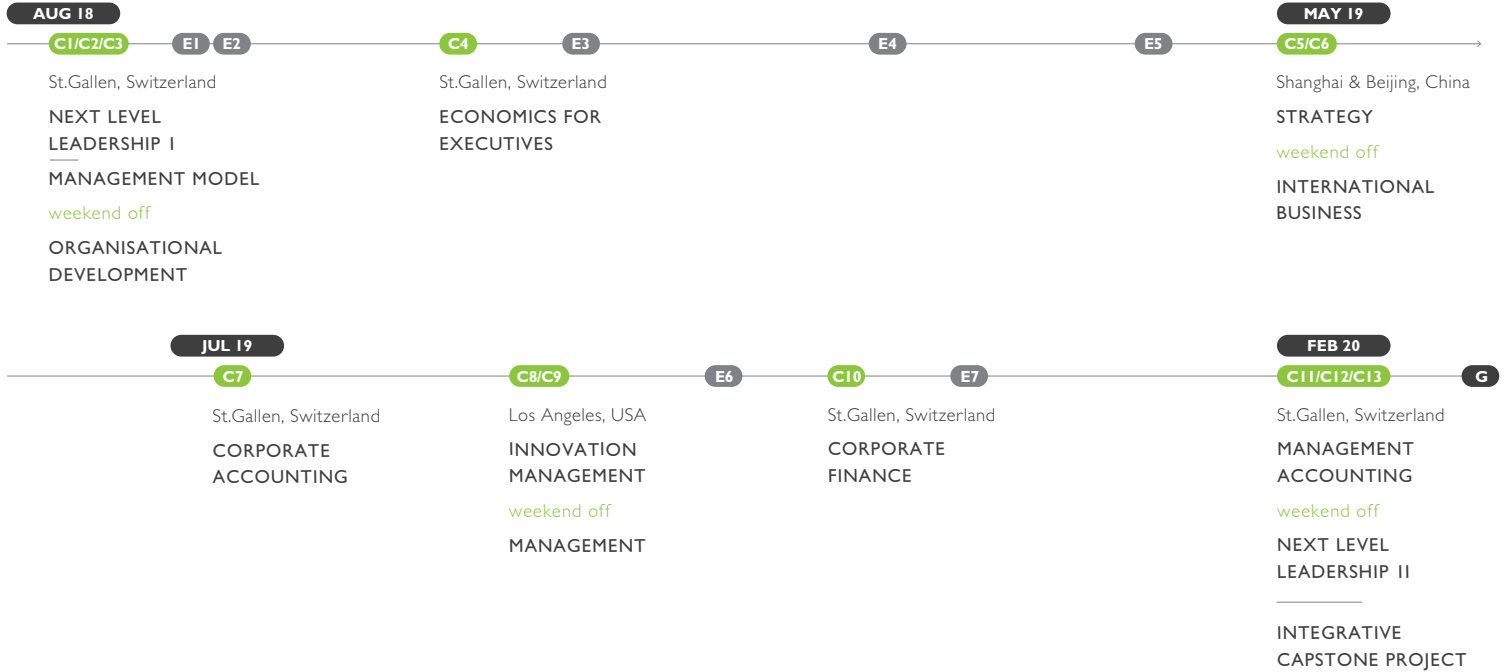 AUG 18
MAY 19
C1/C2/C3 E1 E2 C4 E3 E4 E5 C5/C6
St.Gallen, Switzerland
NEXT LEVEL
LEADERSHIP I
MANAGEMENT MODEL
weekend off
ORGANISATIONAL
DEVELOPMENT
St.Gallen, Switzerland
ECONOMICS FOR
EXECUTIVES
Shanghai & Beijing, China
STRATEGY
weekend off
INTERNATIONAL
BUSINESS
JUL 19
FEB 20
C7 C8/C9 E6 C10 E7 C11/C12/C13 G
St.Gallen, Switzerland
CORPORATE
ACCOUNTING
Los Angeles, USA
INNOVATION
MANAGEMENT
weekend off
MANAGEMENT
St.Gallen, Switzerland
CORPORATE
FINANCE
St.Gallen, Switzerland
MANAGEMENT
ACCOUNTING
weekend off
NEXT LEVEL
LEADERSHIP II
INTEGRATIVE
CAPSTONE PROJECT